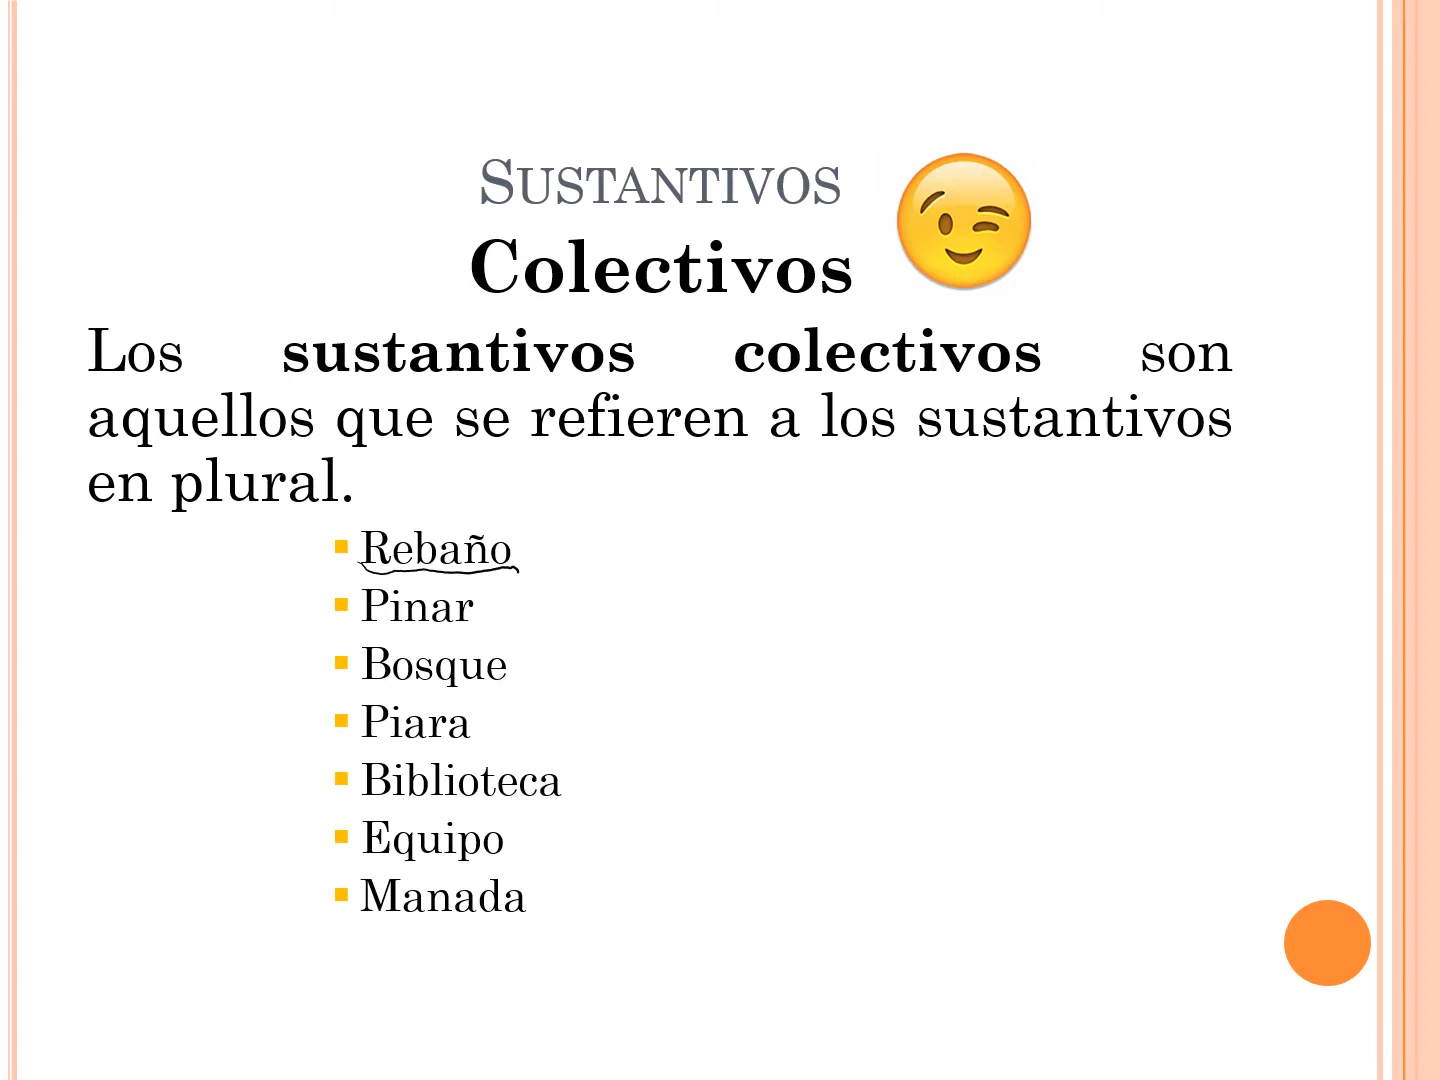 SUSTANTIVOS
Colectivos
Los sustantivos colectivos son
aquellos que se refieren a los sustantivos
en plural.
Rebaño
Pinar
Bosque
Piara
Biblioteca
Equipo
Manada